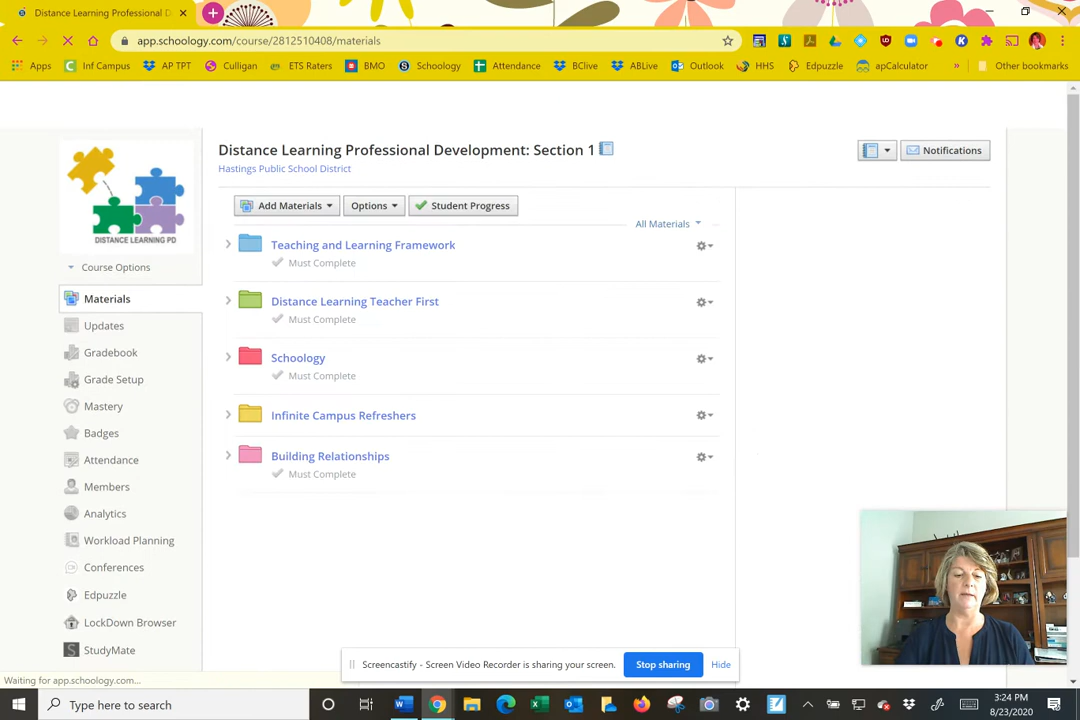 Distance Learning Professional D
app.schoology.com/course/2812510408/materials
Apps
Inf Campus
AP TPT
Culligan
ETS Raters
BMO
Schoology
Attendance
BClive
ABLive
Outlook
HHS
Edpuzzle
apCalculator
»
Other bookmarks
DISTANCE LEARNING PD
Course Options
Materials
Updates
Gradebook
Grade Setup
Mastery
Badges
Attendance
Members
Analytics
Workload Planning
Conferences
Edpuzzle
LockDown Browser
StudyMate
Distance Learning Professional Development: Section 1
Hastings Public School District
Notifications
Add Materials
Options
Student Progress
All Materials
Teaching and Learning Framework
Must Complete
Distance Learning Teacher First
Must Complete
Schoology
Must Complete
Infinite Campus Refreshers
Building Relationships
Must Complete
Screencastify - Screen Video Recorder is sharing your screen.
Stop sharing
Hide
Waiting for app.schoology.com...
Type here to search
3:24 PM
8/23/2020